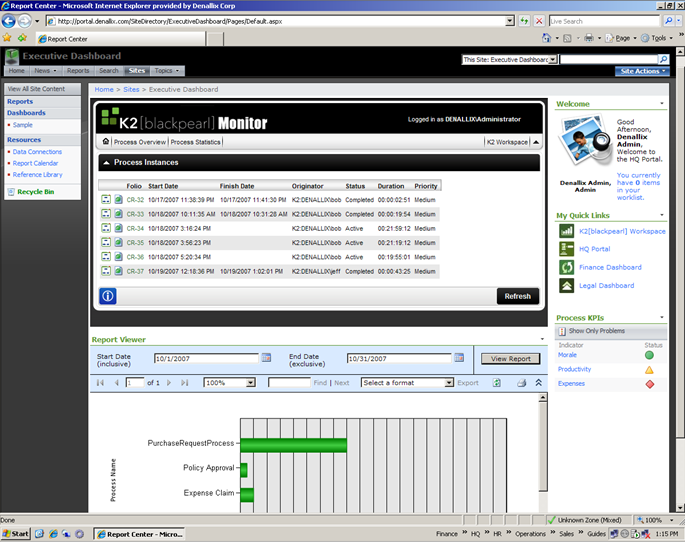 Report Center - Microsoft Internet Explorer provided by Denallix Corp
http://portal.denallix.com/SiteDirectory/ExecutiveDashboard/Pages/Default.aspx
Live Search
Report Center
Page Tools
Executive Dashboard
This Site: Executive Dashboard
Home News Reports Search Sites Topics
Site Actions
View All Site Content
Reports
Dashboards
Sample
Resources
Data Connections
Report Calendar
Reference Library
Recycle Bin
Home > Sites > Executive Dashboard
K2[blackpearl] Monitor
Logged in as DENALLIX\Administrator
Process Overview Process Statistics
K2 Workspace
Process Instances
Folio Start Date Finish Date Originator Status Duration Priority
CR-32 10/17/2007 11:38:39 PM 10/17/2007 11:41:30 PM K2:DENALLIX\bob Completed 00:00:02:51 Medium
CR-33 10/18/2007 10:11:35 AM 10/18/2007 10:31:28 AM K2:DENALLIX\bob Completed 00:00:19:54 Medium
CR-34 10/18/2007 3:16:24 PM K2:DENALLIX\bob Active 00:21:59:12 Medium
CR-35 10/18/2007 3:56:23 PM K2:DENALLIX\bob Active 00:21:19:12 Medium
CR-36 10/18/2007 5:20:34 PM K2:DENALLIX\bob Active 00:19:55:01 Medium
CR-37 10/19/2007 12:18:36 PM 10/19/2007 1:02:01 PM K2:DENALLIX\jeff Completed 00:00:43:25 Medium
Refresh
Report Viewer
Start Date (inclusive) 10/1/2007 End Date (exclusive) 10/31/2007 View Report
1 of 1 100% Find | Next Select a format Export
PurchaseRequestProcess
Policy Approval
Expense Claim
Process Name
Welcome
Good
Afternoon,
Denallix
Admin,
Welcome to
the HQ Portal.
Denallix Admin,
Admin
You currently
have 0 items
in your
worklist.
My Quick Links
K2[blackpearl] Workspace
HQ Portal
Finance Dashboard
Legal Dashboard
Process KPIs
Show Only Problems
Indicator Status
Morale
Productivity
Expenses
Done
Unknown Zone (Mixed)
100%
Start
Report Center - Micro...
Finance HQ HR Operations Sales Guides
1:15 PM